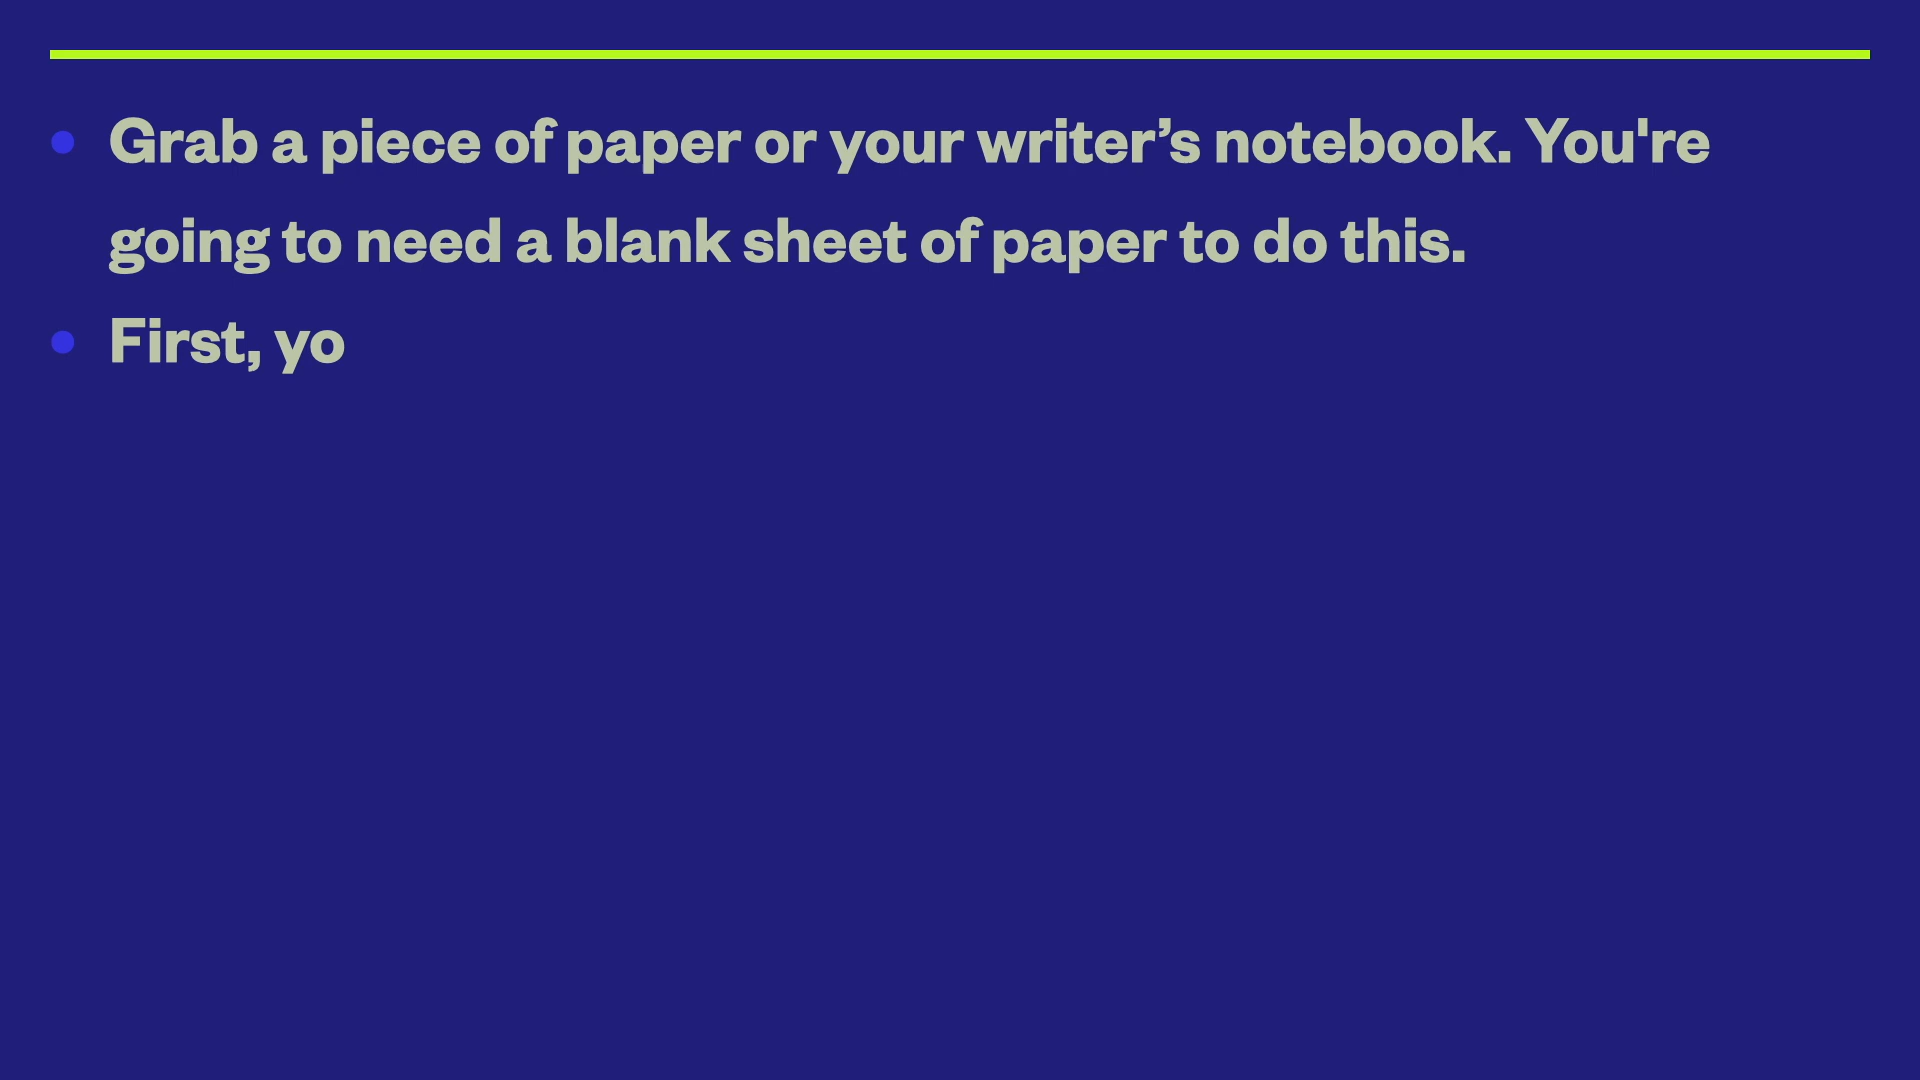 Grab a piece of paper or your writer’s notebook. You're
going to need a blank sheet of paper to do this.
First, yo